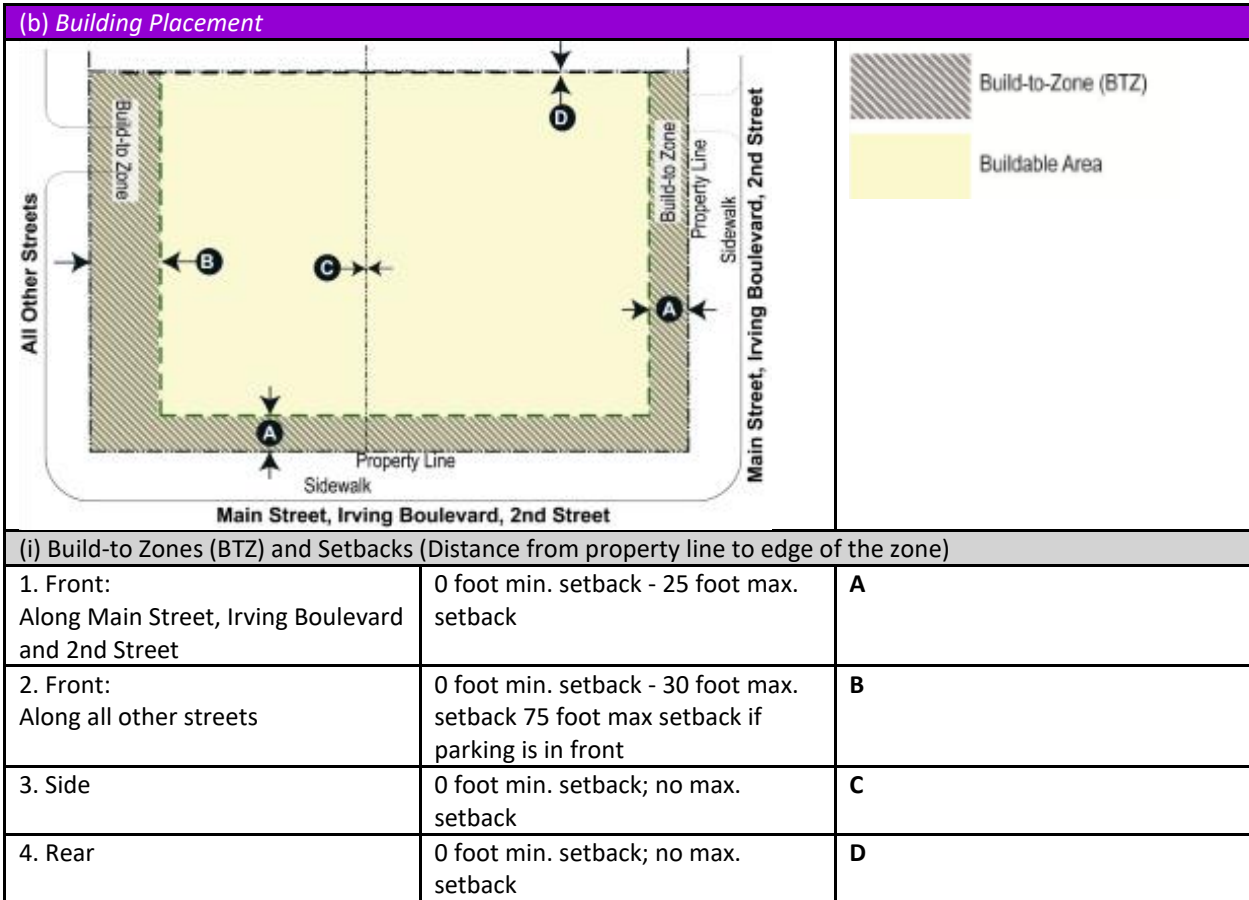 (b) Building Placement
Build-to Zone
D
Build-to Zone
Property Line
Sidewalk
Main Street, Irving Boulevard, 2nd Street
Build-to-Zone (BTZ)
Buildable Area
All Other Streets
B
C
A
A
Property Line
Sidewalk
Main Street, Irving Boulevard, 2nd Street
(i) Build-to Zones (BTZ) and Setbacks (Distance from property line to edge of the zone)
1. Front:
Along Main Street, Irving Boulevard
and 2nd Street
0 foot min. setback - 25 foot max.
setback
A
2. Front:
Along all other streets
0 foot min. setback - 30 foot max.
setback 75 foot max setback if
parking is in front
B
3. Side
0 foot min. setback; no max.
setback
C
4. Rear
0 foot min. setback; no max.
setback
D